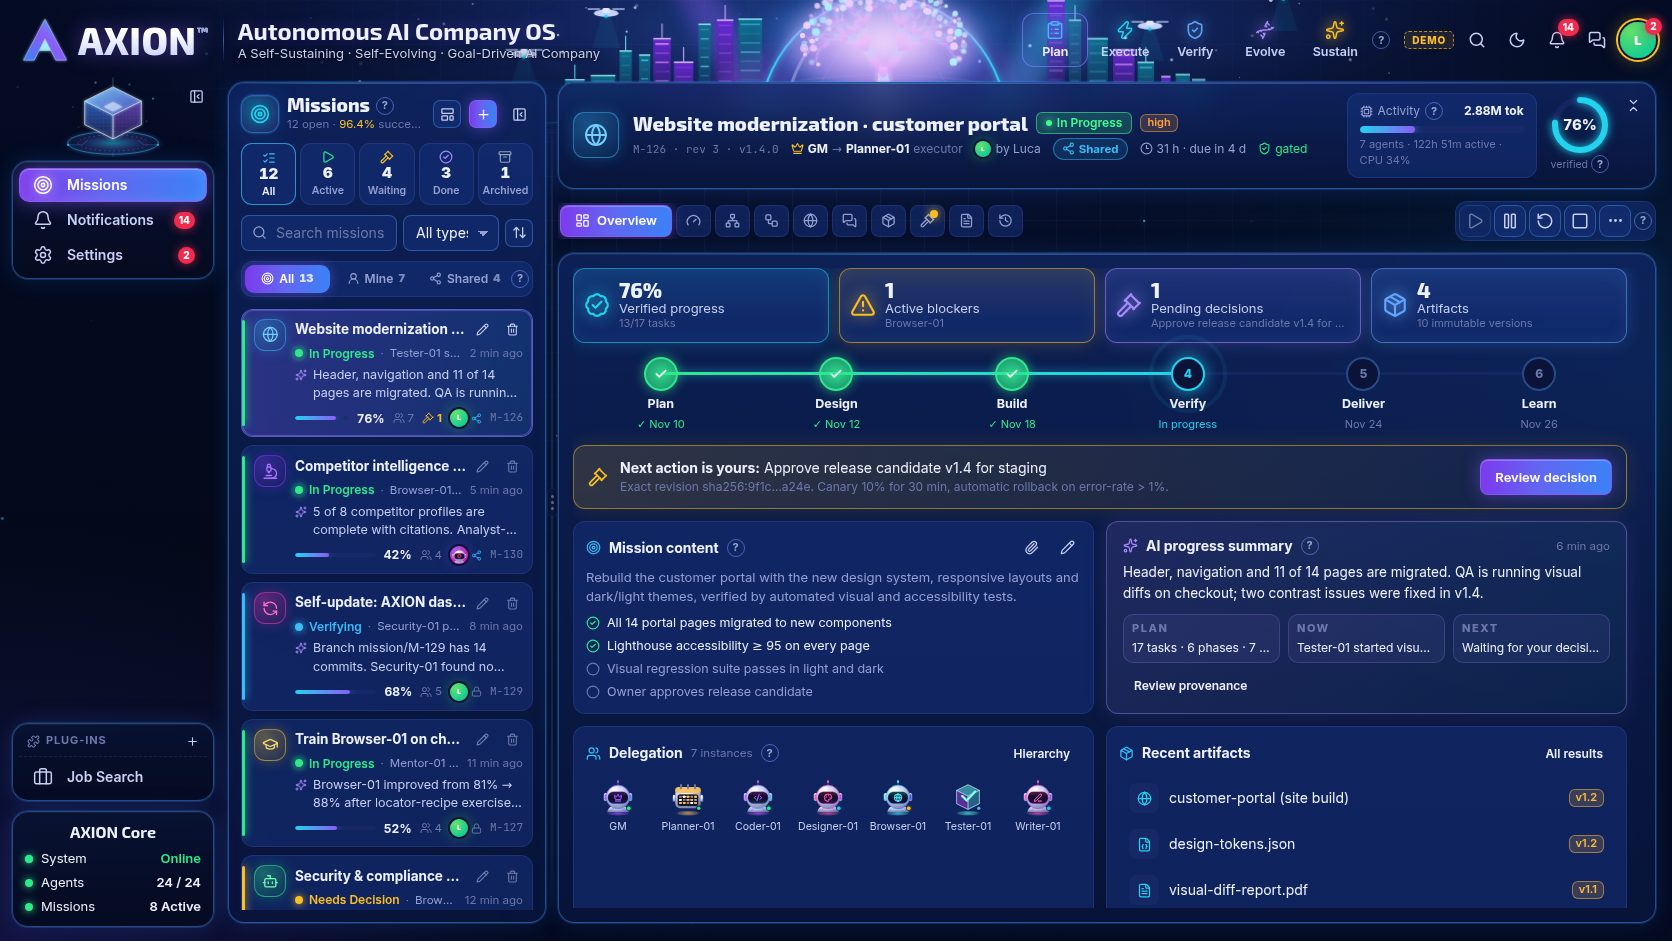 AXION™
Autonomous AI Company OS
A Self-Sustaining · Self-Evolving · Goal-Driven AI Company
Plan
Execute
Verify
Evolve
Sustain
?
DEMO
14
L
2
Missions
Notifications 14
Settings 2
PLUG-INS +
Job Search
AXION Core
System Online
Agents 24 / 24
Missions 8 Active
Missions ?
12 open · 96.4% succe...
12 All
6 Active
4 Waiting
3 Done
1 Archived
Search missions
All types
All 13
Mine 7
Shared 4
?
Website modernization ...
In Progress · Tester-01 s... 2 min ago
Header, navigation and 11 of 14
pages are migrated. QA is runnin...
76% 7 1 L M-126
Competitor intelligence ...
In Progress · Browser-01... 5 min ago
5 of 8 competitor profiles are
complete with citations. Analyst-...
42% 4 M-130
Self-update: AXION das...
Verifying · Security-01 p... 8 min ago
Branch mission/M-129 has 14
commits. Security-01 found no...
68% 5 L M-129
Train Browser-01 on ch...
In Progress · Mentor-01 ... 11 min ago
Browser-01 improved from 81% →
88% after locator-recipe exercise...
52% 4 L M-127
Security & compliance ...
Needs Decision · Brow... 12 min ago
Website modernization · customer portal In Progress high
M-126 · rev 3 · v1.4.0 GM → Planner-01 executor L by Luca Shared 31 h · due in 4 d gated
Activity ? 2.88M tok
7 agents · 122h 51m active ·
CPU 34%
76%
verified ?
Overview
?
76%
Verified progress
13/17 tasks
1
Active blockers
Browser-01
1
Pending decisions
Approve release candidate v1.4 for ...
4
Artifacts
10 immutable versions
4 5 6
Plan Design Build Verify Deliver Learn
✓ Nov 10 ✓ Nov 12 ✓ Nov 18 In progress Nov 24 Nov 26
Next action is yours: Approve release candidate v1.4 for staging
Exact revision sha256:9f1c...a24e. Canary 10% for 30 min, automatic rollback on error-rate > 1%.
Review decision
Mission content ?
Rebuild the customer portal with the new design system, responsive layouts and
dark/light themes, verified by automated visual and accessibility tests.
All 14 portal pages migrated to new components
Lighthouse accessibility ≥ 95 on every page
Visual regression suite passes in light and dark
Owner approves release candidate
AI progress summary ? 6 min ago
Header, navigation and 11 of 14 pages are migrated. QA is running visual
diffs on checkout; two contrast issues were fixed in v1.4.
PLAN
17 tasks · 6 phases · 7 ...
NOW
Tester-01 started visu...
NEXT
Waiting for your decisi...
Review provenance
Delegation 7 instances ? Hierarchy
GM Planner-01 Coder-01 Designer-01 Browser-01 Tester-01 Writer-01
Recent artifacts All results
customer-portal (site build) v1.2
design-tokens.json v1.2
visual-diff-report.pdf v1.1